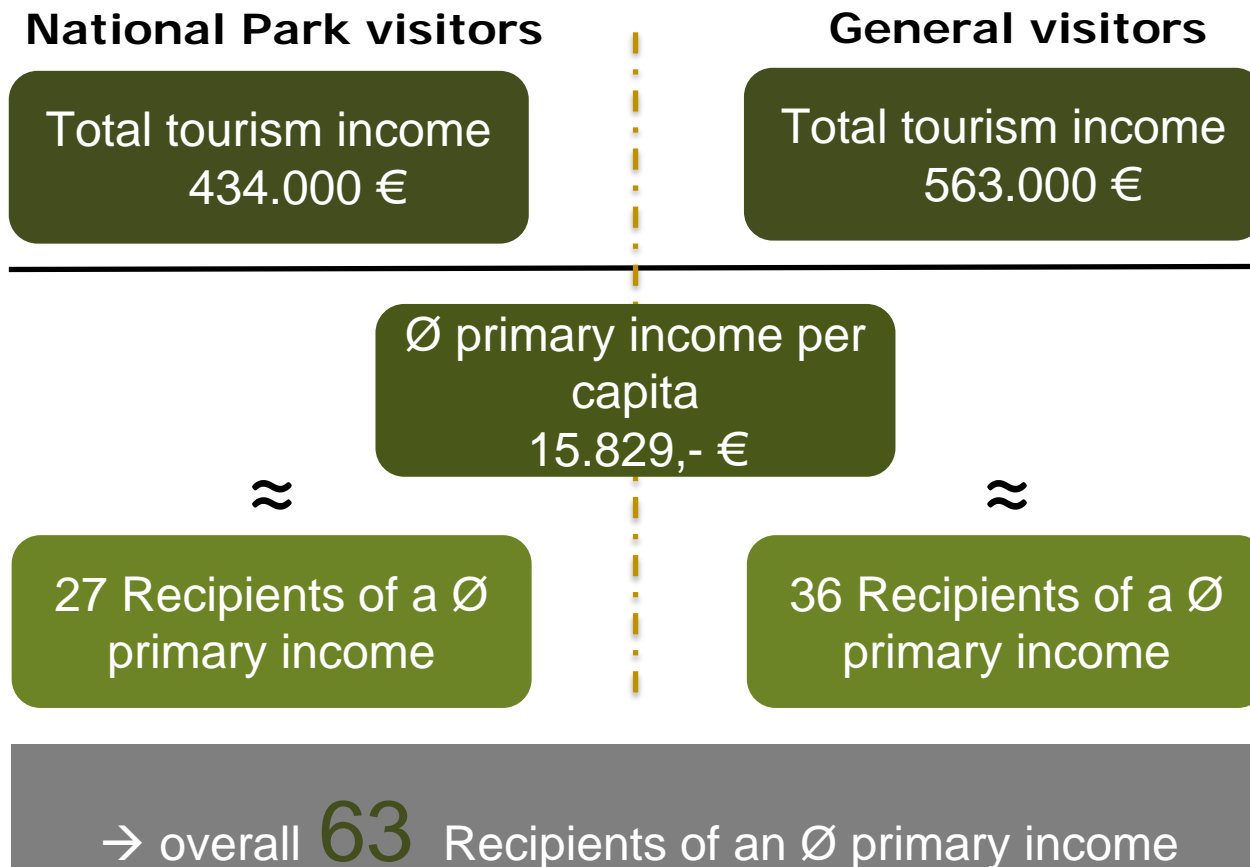 National Park visitors
General visitors
Total tourism income
434.000 €
Total tourism income
563.000 €
Ø primary income per
capita
15.829,- €
≈
≈
27 Recipients of a Ø
primary income
36 Recipients of a Ø
primary income
→ overall 63 Recipients of an Ø primary income